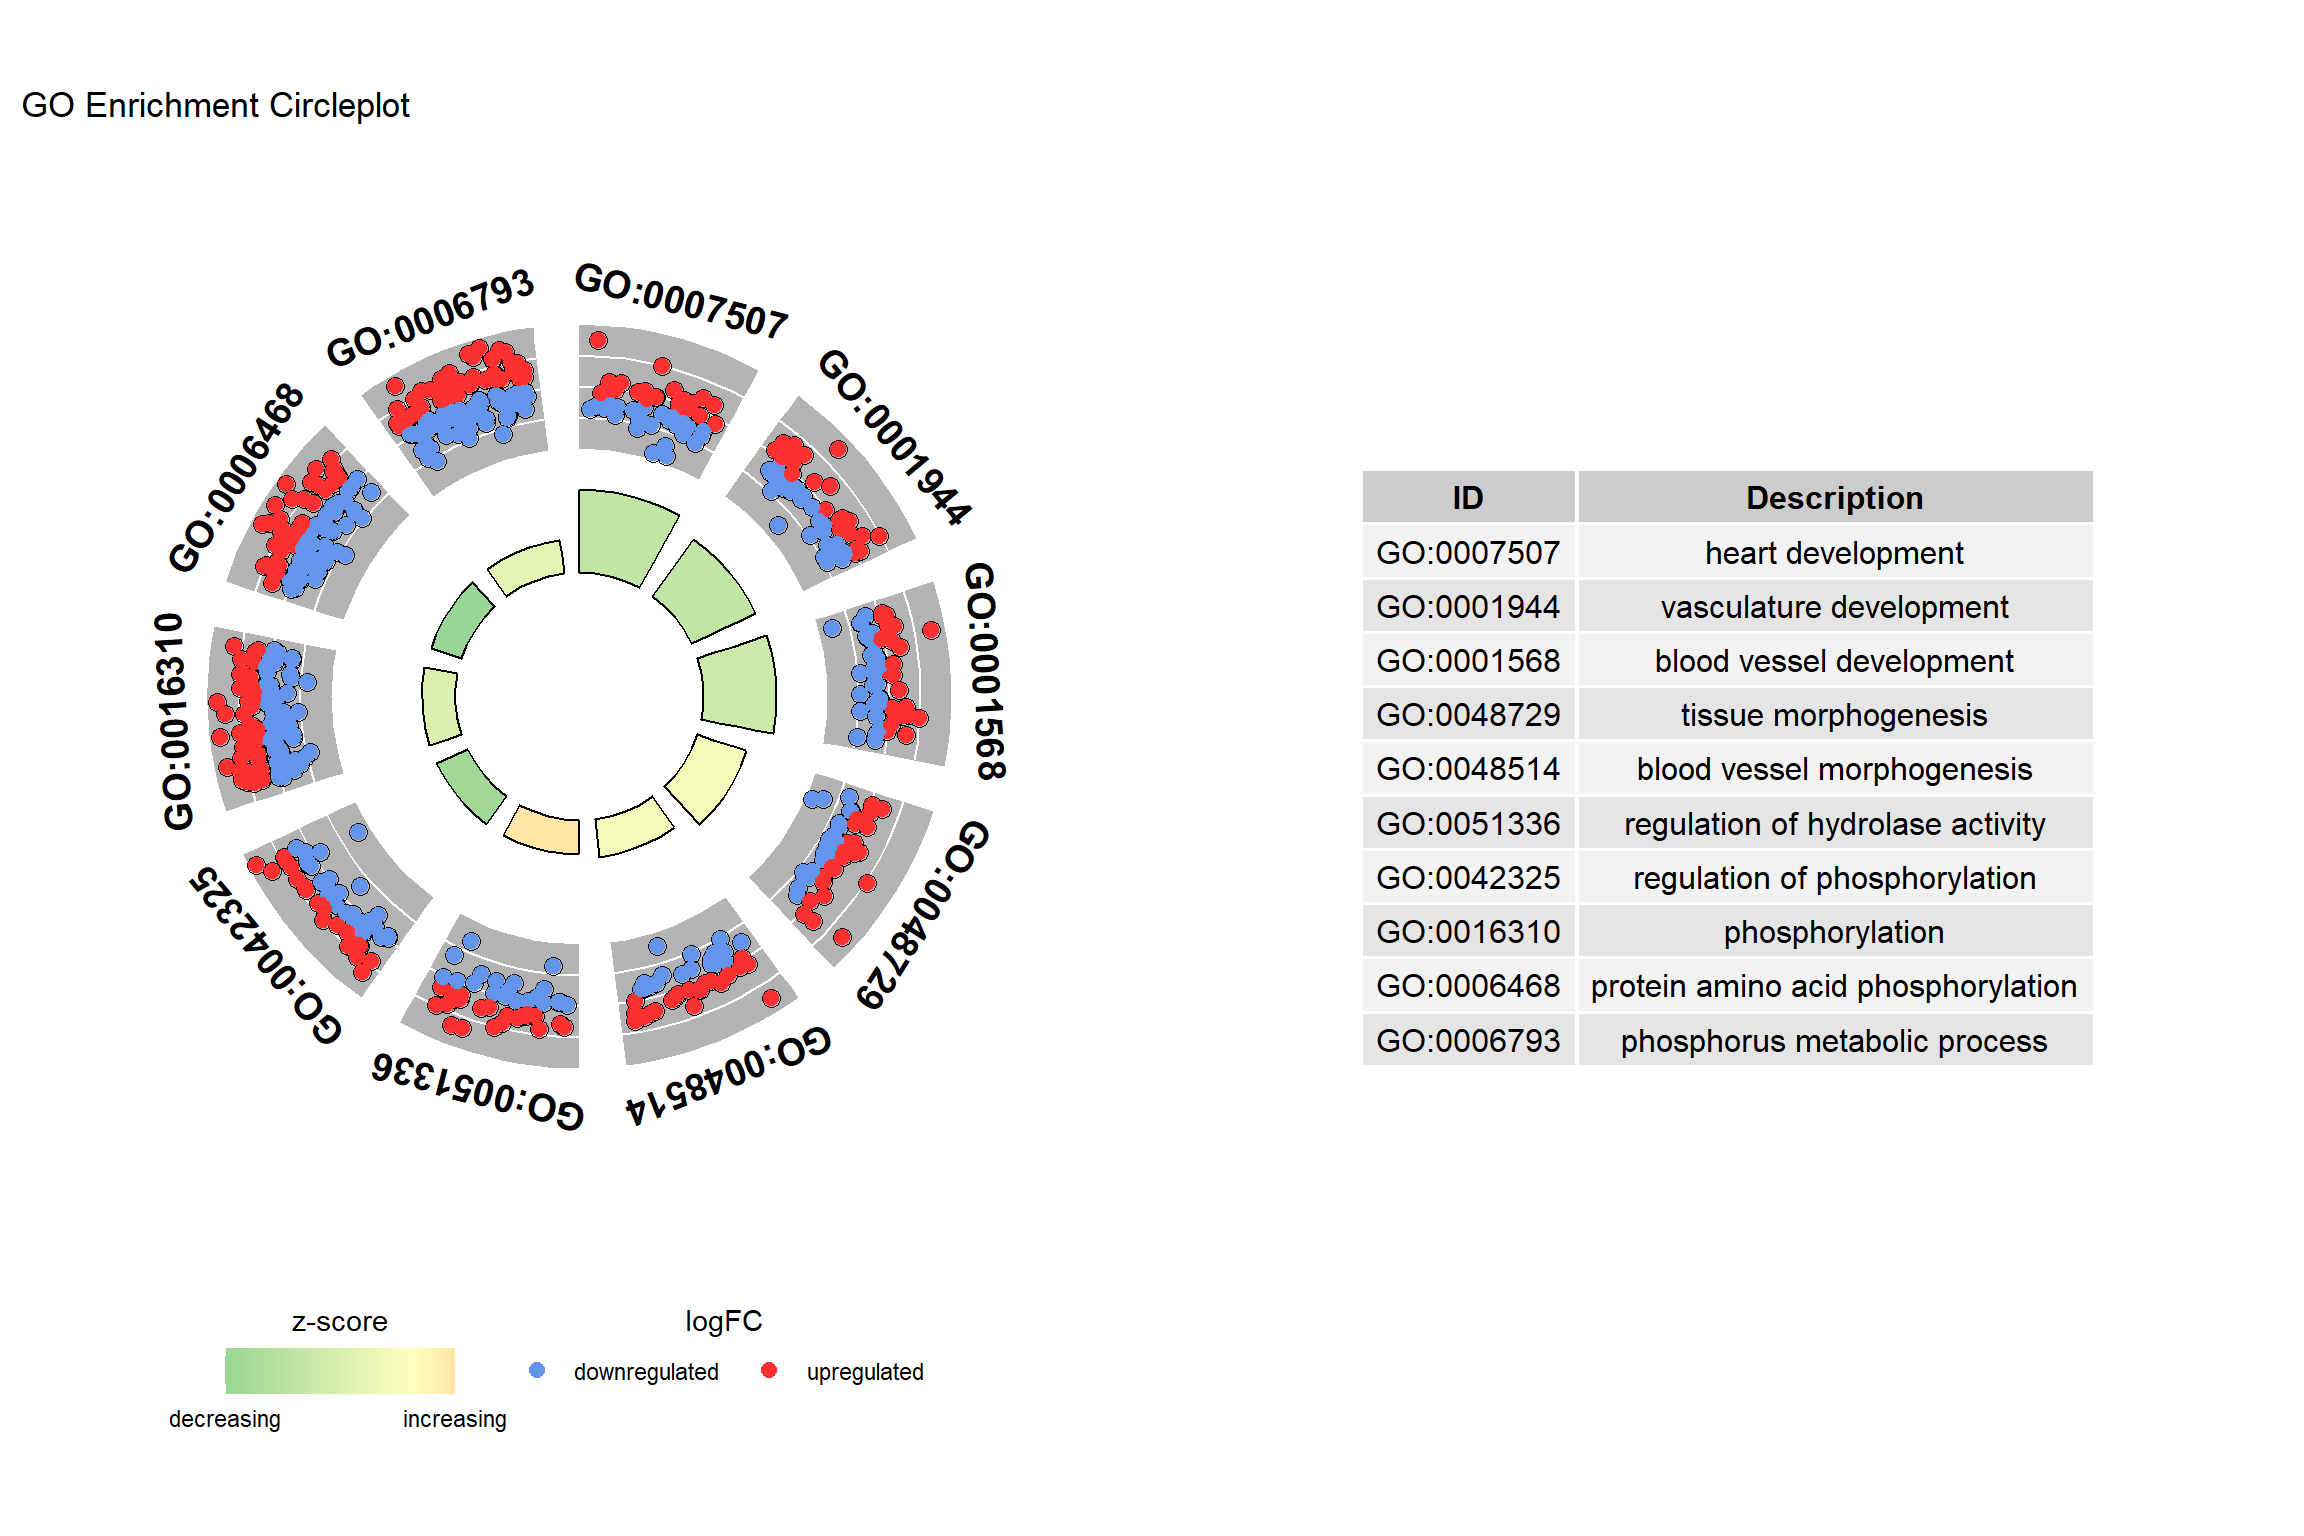 GO Enrichment Circleplot
GO:0007507
GO:0001944
GO:0001568
GO:0048729
GO:0048514
GO:0051336
GO:0042325
GO:0016310
GO:0006468
GO:0006793
ID Description
GO:0007507 heart development
GO:0001944 vasculature development
GO:0001568 blood vessel development
GO:0048729 tissue morphogenesis
GO:0048514 blood vessel morphogenesis
GO:0051336 regulation of hydrolase activity
GO:0042325 regulation of phosphorylation
GO:0016310 phosphorylation
GO:0006468 protein amino acid phosphorylation
GO:0006793 phosphorus metabolic process
z-score
decreasing increasing
logFC
downregulated upregulated